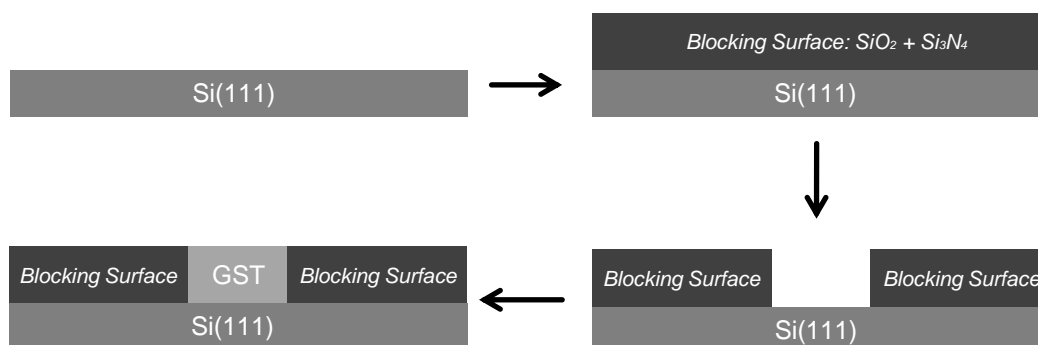 Si(111)
Blocking Surface: SiO₂ + Si₃N₄
Si(111)
Blocking Surface
Blocking Surface
Si(111)
Blocking Surface
GST
Blocking Surface
Si(111)